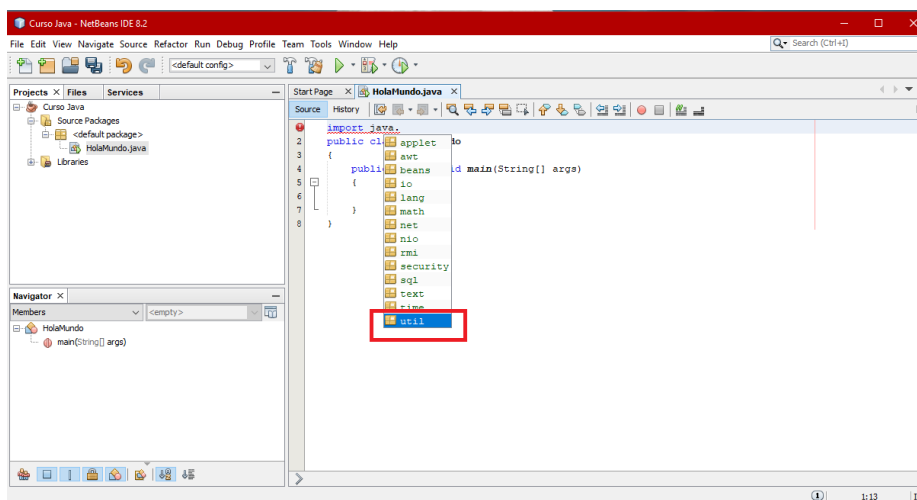 Curso Java - NetBeans IDE 8.2
File Edit View Navigate Source Refactor Run Debug Profile Team Tools Window Help
Search (Ctrl+I)
<default config>
Projects Files Services
Start Page HolaMundo.java
Curso Java
Source Packages
<default package>
HolaMundo.java
Libraries
Source History
import java.
2 public cl do
3 {
4 publi d main(String[] args)
5 {
6
7 }
8 }
applet
awt
beans
io
lang
math
net
nio
rmi
security
sql
text
time
util
Navigator
Members <empty>
HolaMundo
main(String[] args)
1 1:13